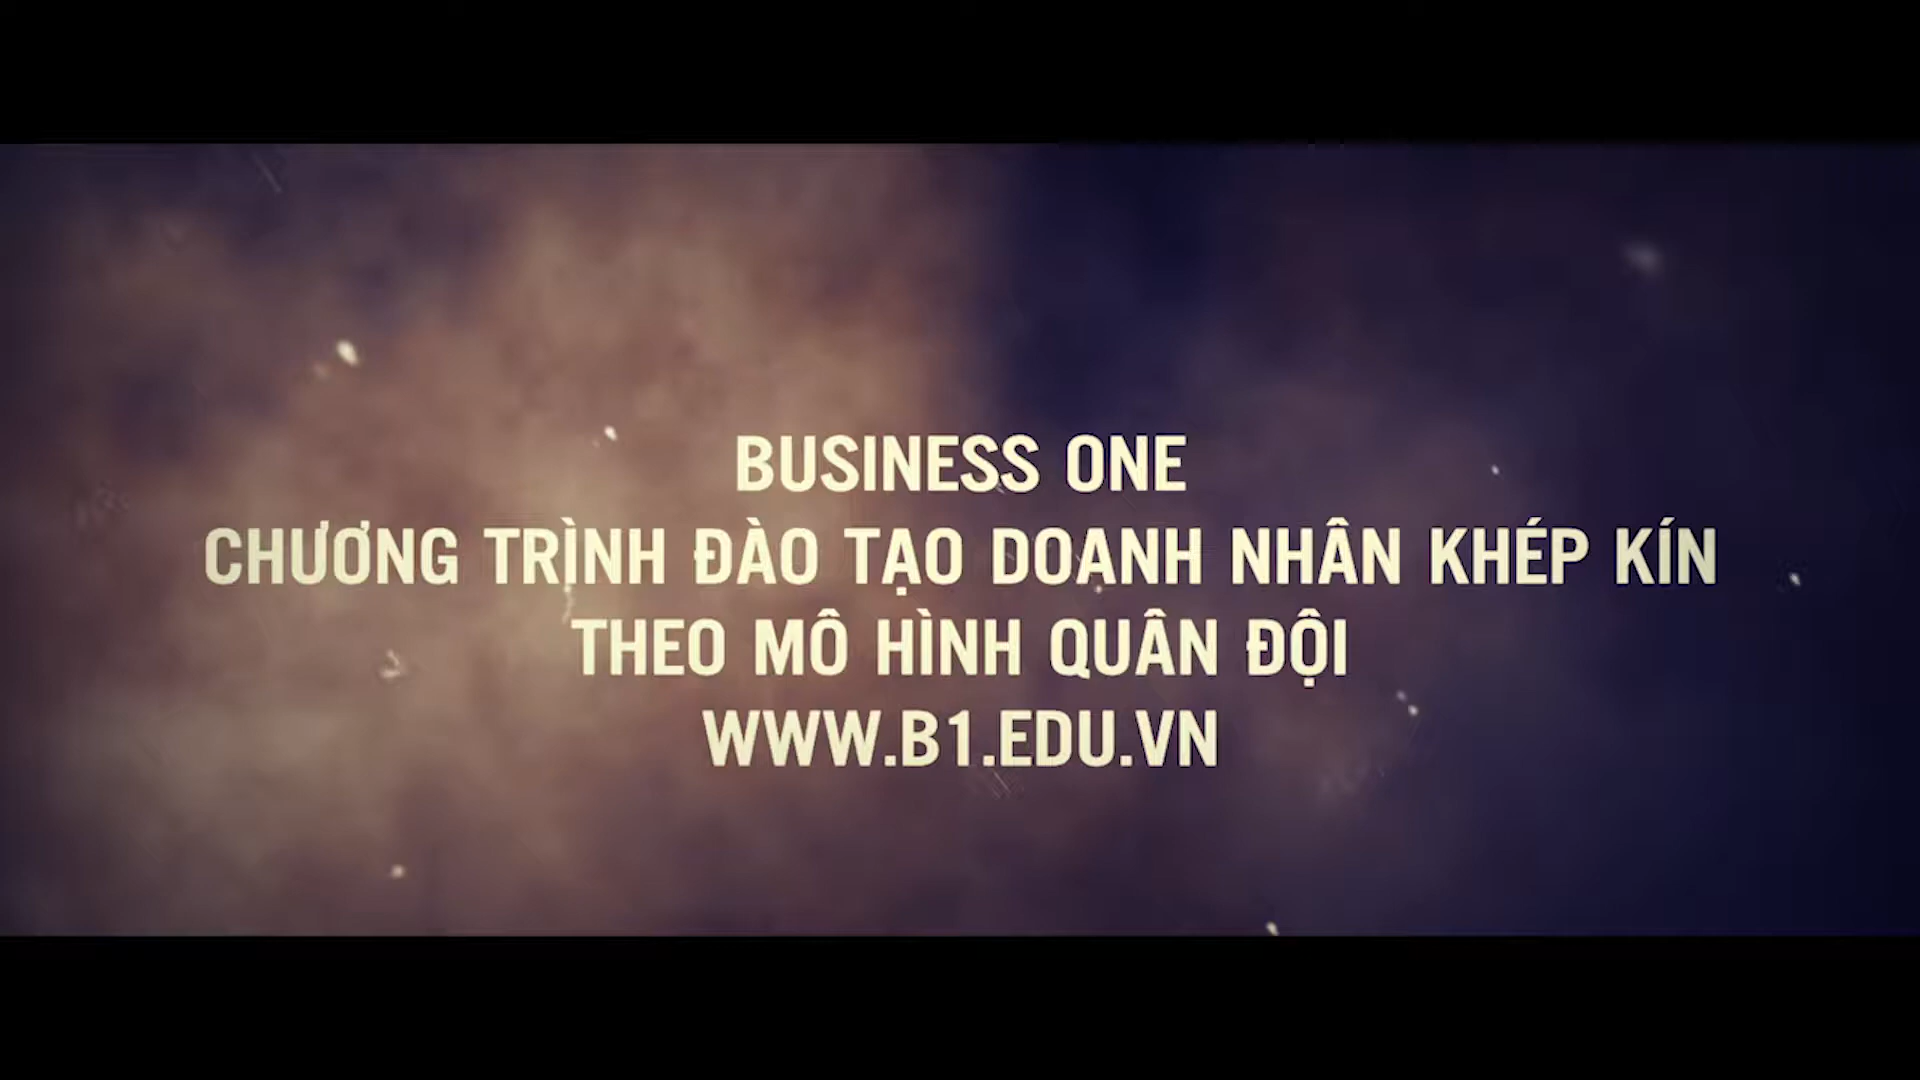 BUSINESS ONE
CHƯƠNG TRÌNH ĐÀO TẠO DOANH NHÂN KHÉP KÍN
THEO MÔ HÌNH QUÂN ĐỘI
WWW.B1.EDU.VN